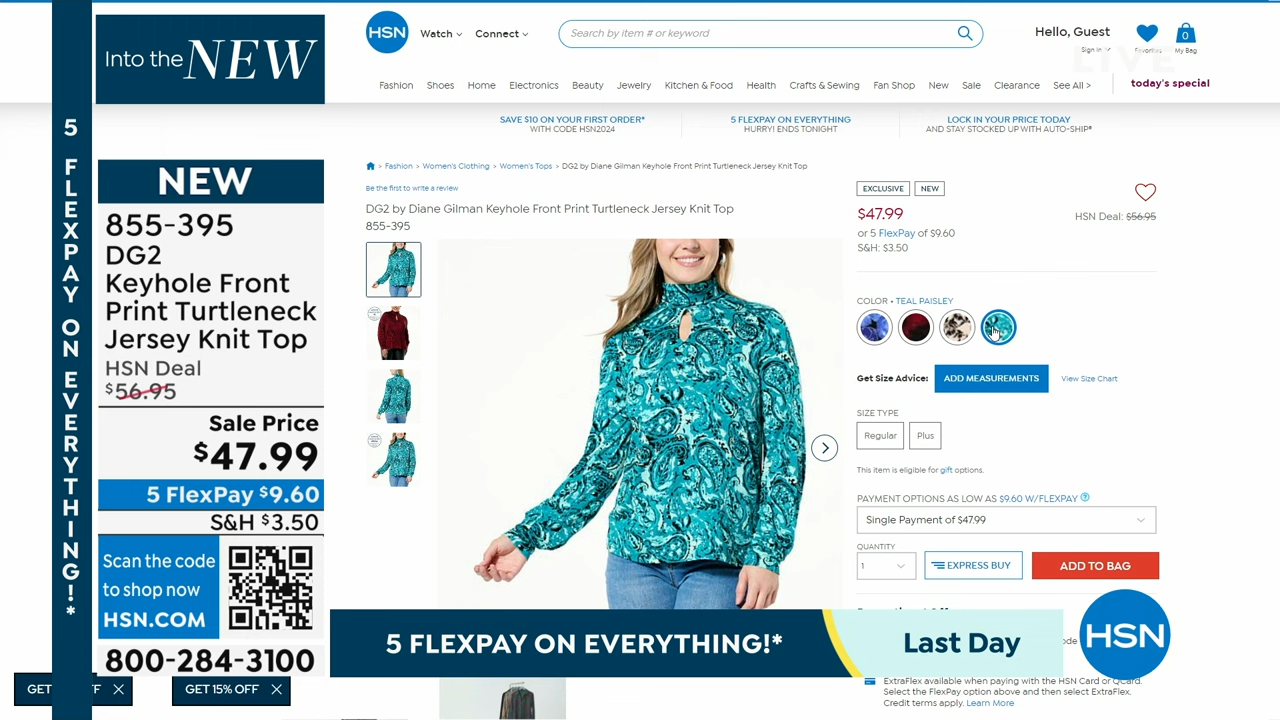 Into the NEW
5 FLEXPAY ON EVERYTHING!*
NEW
855-395
DG2
Keyhole Front
Print Turtleneck
Jersey Knit Top
HSN Deal
$56.95
Sale Price
$47.99
5 FlexPay $9.60
S&H $3.50
Scan the code
to shop now
HSN.COM
800-284-3100
HSN
Watch
Connect
Search by item # or keyword
Hello, Guest
Sign In
Favorites
0
My Bag
LIVE
Fashion Shoes Home Electronics Beauty Jewelry Kitchen & Food Health Crafts & Sewing Fan Shop New Sale Clearance See All >
today's special
SAVE $10 ON YOUR FIRST ORDER*
WITH CODE HSN2024
5 FLEXPAY ON EVERYTHING
HURRY! ENDS TONIGHT
LOCK IN YOUR PRICE TODAY
AND STAY STOCKED UP WITH AUTO-SHIP®
> Fashion > Women's Clothing > Women's Tops > DG2 by Diane Gilman Keyhole Front Print Turtleneck Jersey Knit Top
Be the first to write a review
DG2 by Diane Gilman Keyhole Front Print Turtleneck Jersey Knit Top
855-395
EXCLUSIVE
NEW
$47.99
HSN Deal: $56.95
or 5 FlexPay of $9.60
S&H: $3.50
COLOR • TEAL PAISLEY
Get Size Advice:
ADD MEASUREMENTS
View Size Chart
SIZE TYPE
Regular
Plus
This item is eligible for gift options.
PAYMENT OPTIONS AS LOW AS $9.60 W/FLEXPAY
Single Payment of $47.99
QUANTITY
1
EXPRESS BUY
ADD TO BAG
5 FLEXPAY ON EVERYTHING!*
Last Day
HSN
ExtraFlex available when paying with the HSN Card or QCard.
Select the FlexPay option above and then select ExtraFlex.
Credit terms apply. Learn More
GET
GET 15% OFF